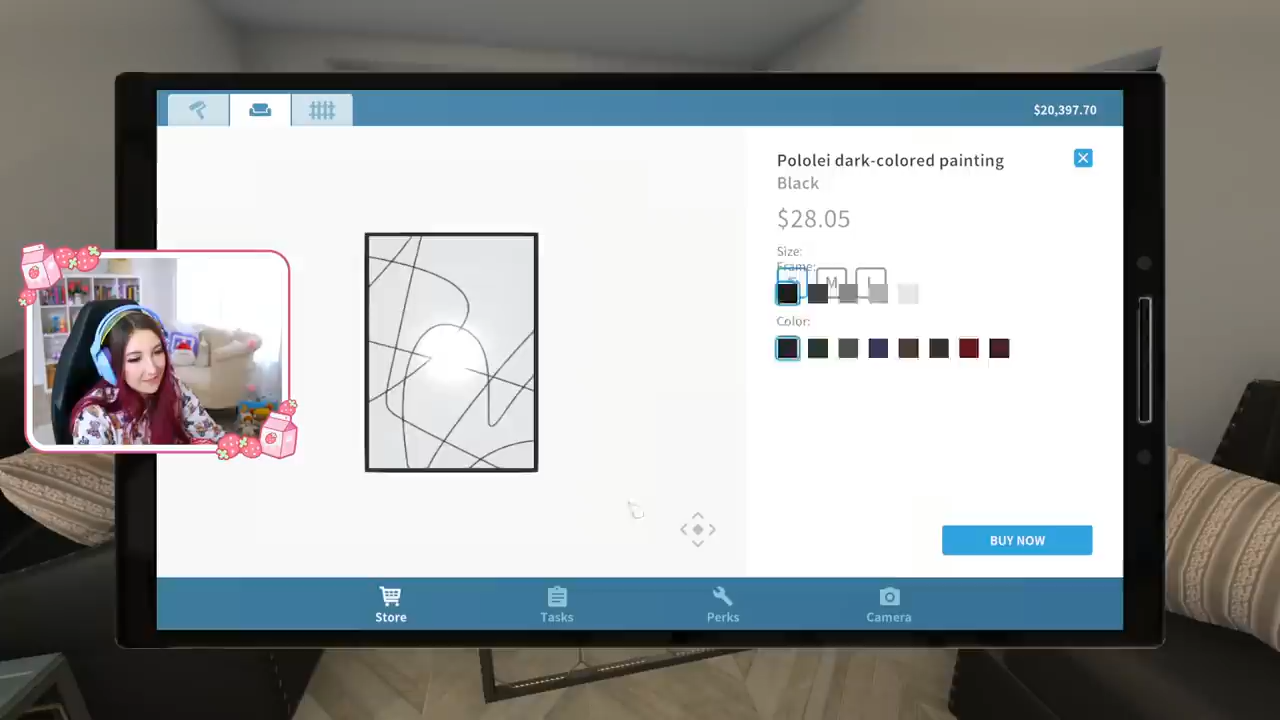 $20,397.70
Pololei dark-colored painting
Black
$28.05
Size:
Frame:
S M L
Color:
BUY NOW
Store Tasks Perks Camera